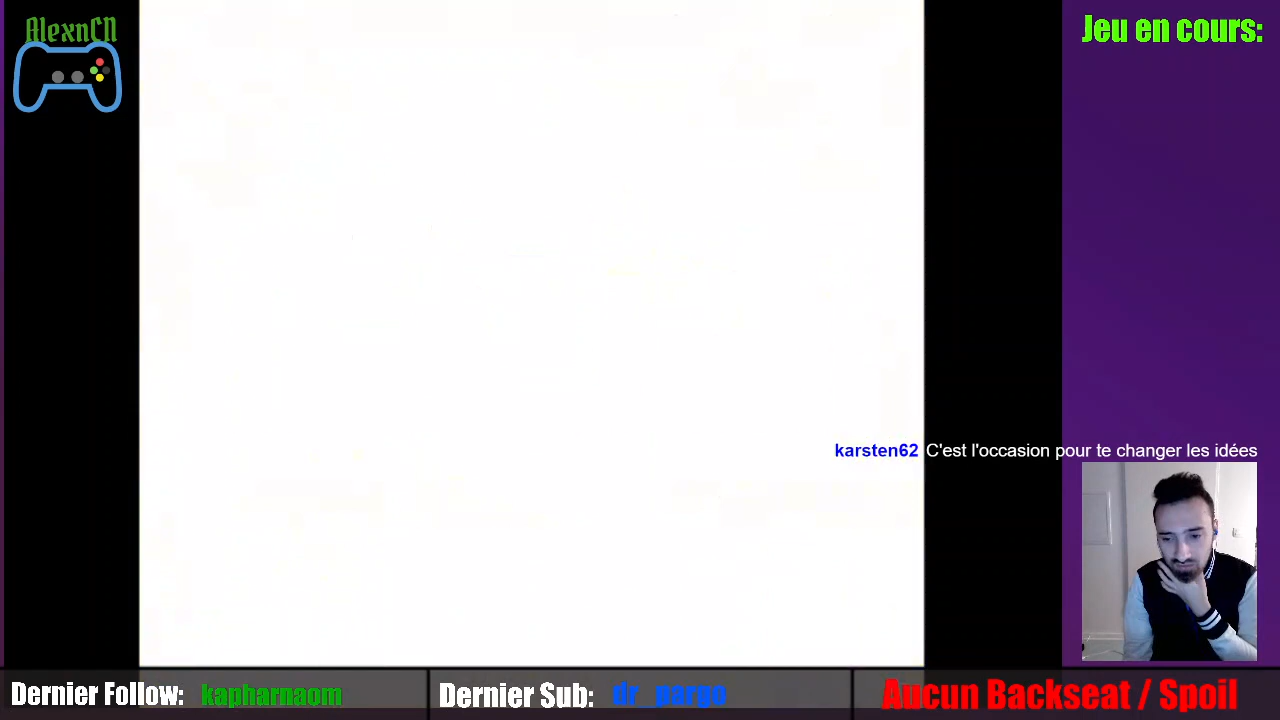 AlexnCN
Jeu en cours:
karsten62 C'est l'occasion pour te changer les idées
Dernier Follow: kapharnaom
Dernier Sub: dr_pargo
Aucun Backseat / Spoil